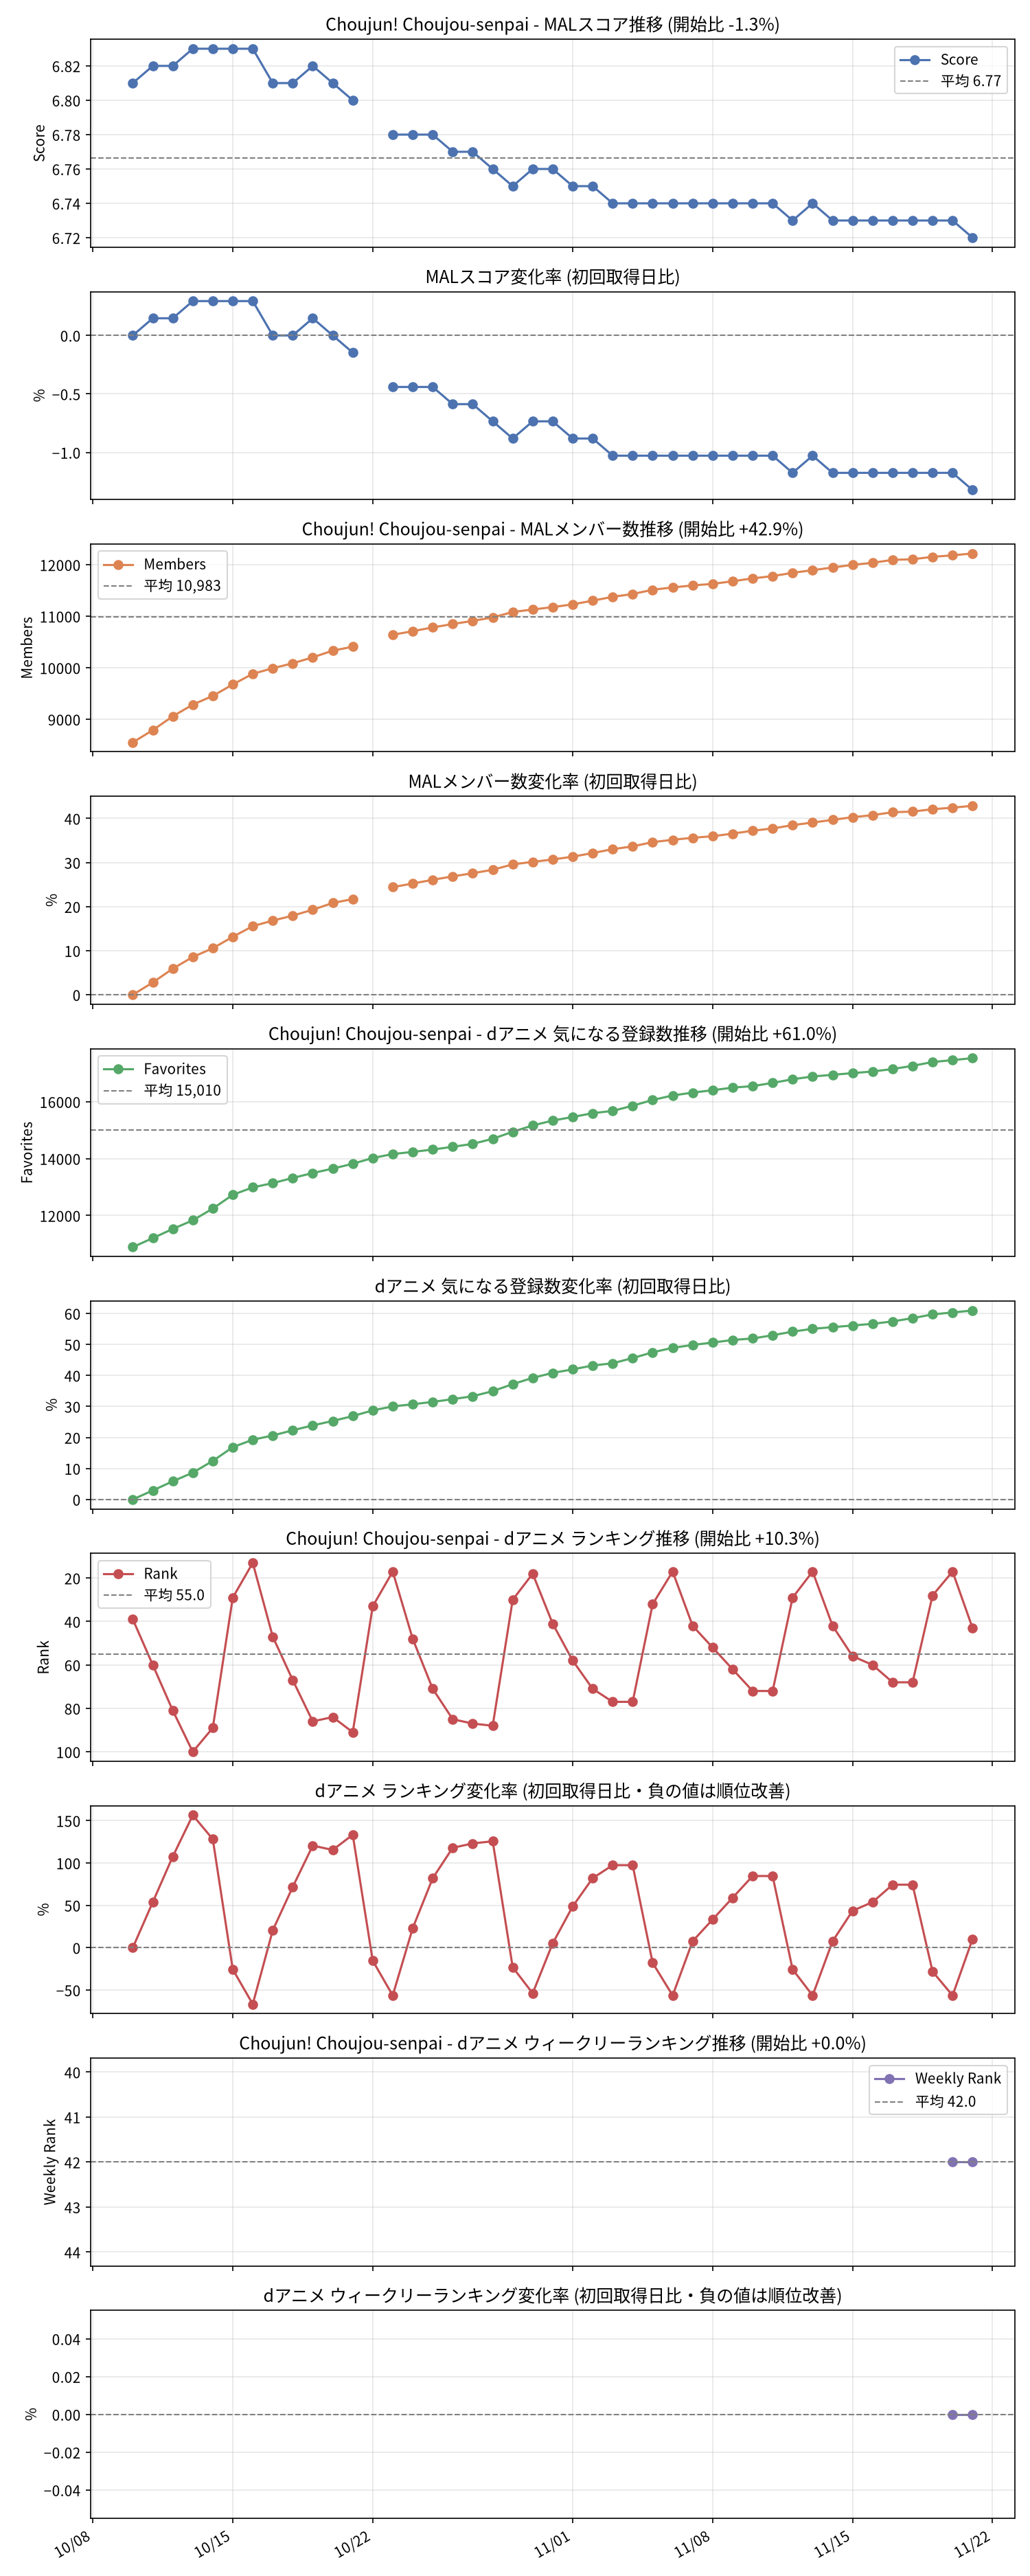 Choujun! Choujou-senpai - MALスコア推移 (開始比 -1.3%)
Score
平均 6.77
Score
6.82
6.80
6.78
6.76
6.74
6.72
MALスコア変化率 (初回取得日比)
%
0.0
−0.5
−1.0
Choujun! Choujou-senpai - MALメンバー数推移 (開始比 +42.9%)
Members
平均 10,983
Members
12000
11000
10000
9000
MALメンバー数変化率 (初回取得日比)
%
40
30
20
10
0
Choujun! Choujou-senpai - dアニメ 気になる登録数推移 (開始比 +61.0%)
Favorites
平均 15,010
Favorites
16000
14000
12000
dアニメ 気になる登録数変化率 (初回取得日比)
%
60
50
40
30
20
10
0
Choujun! Choujou-senpai - dアニメ ランキング推移 (開始比 +10.3%)
Rank
平均 55.0
Rank
20
40
60
80
100
dアニメ ランキング変化率 (初回取得日比・負の値は順位改善)
%
150
100
50
0
−50
Choujun! Choujou-senpai - dアニメ ウィークリーランキング推移 (開始比 +0.0%)
Weekly Rank
平均 42.0
Weekly Rank
40
41
42
43
44
dアニメ ウィークリーランキング変化率 (初回取得日比・負の値は順位改善)
%
0.04
0.02
0.00
−0.02
−0.04
10/08
10/15
10/22
11/01
11/08
11/15
11/22